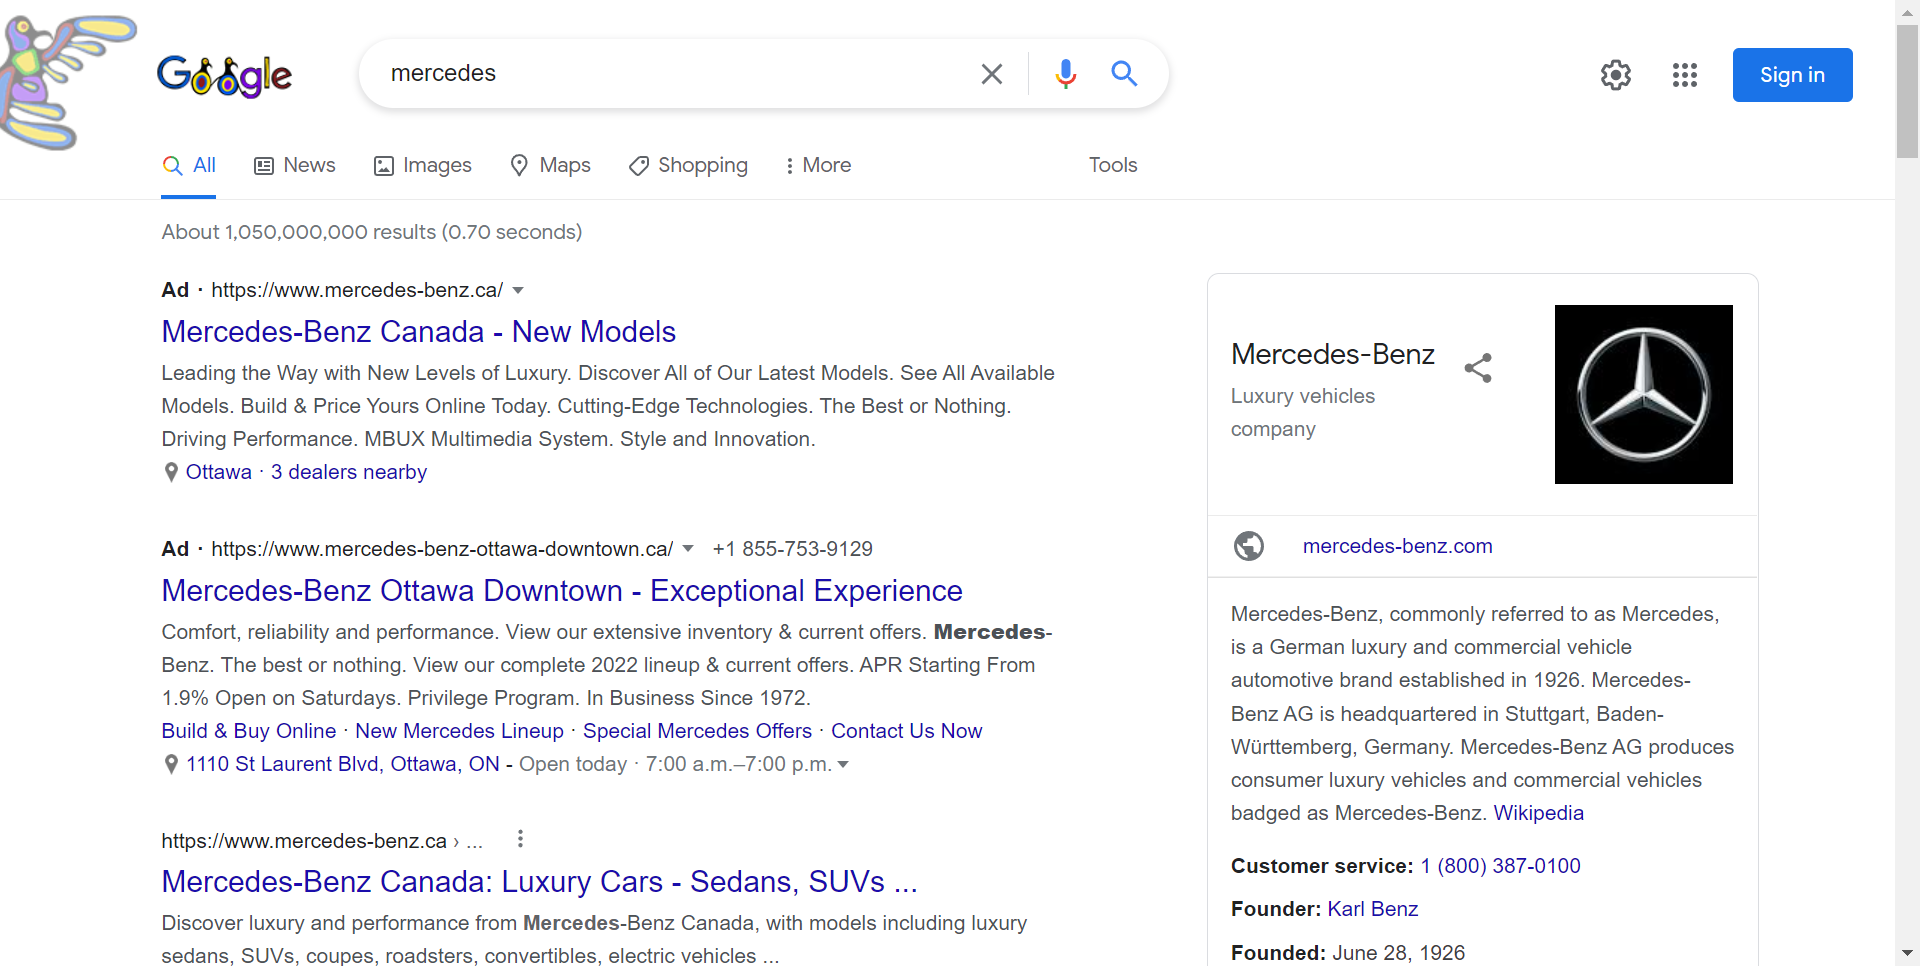 Google
mercedes
Sign in
All
News
Images
Maps
Shopping
More
Tools
About 1,050,000,000 results (0.70 seconds)
Ad · https://www.mercedes-benz.ca/
Mercedes-Benz Canada - New Models
Leading the Way with New Levels of Luxury. Discover All of Our Latest Models. See All Available
Models. Build & Price Yours Online Today. Cutting-Edge Technologies. The Best or Nothing.
Driving Performance. MBUX Multimedia System. Style and Innovation.
Ottawa · 3 dealers nearby
Ad · https://www.mercedes-benz-ottawa-downtown.ca/ +1 855-753-9129
Mercedes-Benz Ottawa Downtown - Exceptional Experience
Comfort, reliability and performance. View our extensive inventory & current offers. Mercedes-
Benz. The best or nothing. View our complete 2022 lineup & current offers. APR Starting From
1.9% Open on Saturdays. Privilege Program. In Business Since 1972.
Build & Buy Online · New Mercedes Lineup · Special Mercedes Offers · Contact Us Now
1110 St Laurent Blvd, Ottawa, ON - Open today · 7:00 a.m.–7:00 p.m.
https://www.mercedes-benz.ca › ...
Mercedes-Benz Canada: Luxury Cars - Sedans, SUVs ...
Discover luxury and performance from Mercedes-Benz Canada, with models including luxury
sedans, SUVs, coupes, roadsters, convertibles, electric vehicles ...
Mercedes-Benz
Luxury vehicles
company
mercedes-benz.com
Mercedes-Benz, commonly referred to as Mercedes,
is a German luxury and commercial vehicle
automotive brand established in 1926. Mercedes-
Benz AG is headquartered in Stuttgart, Baden-
Württemberg, Germany. Mercedes-Benz AG produces
consumer luxury vehicles and commercial vehicles
badged as Mercedes-Benz. Wikipedia
Customer service: 1 (800) 387-0100
Founder: Karl Benz
Founded: June 28, 1926